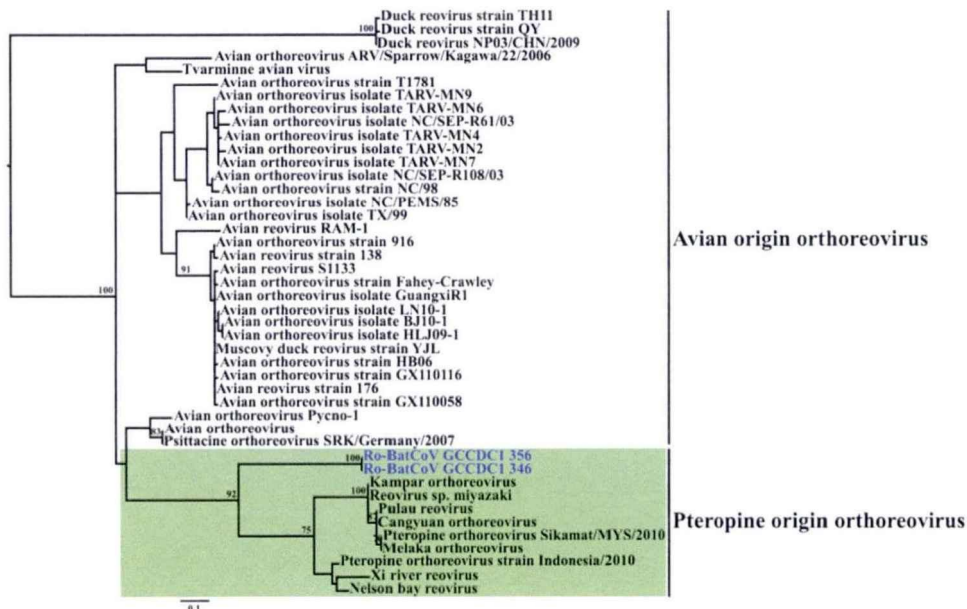 Duck reovirus strain TH11
Duck reovirus strain QY
100
Duck reovirus NP03/CHN/2009
Avian orthoreovirus ARV/Sparrow/Kagawa/22/2006
Tvarminne avian virus
Avian orthoreovirus strain T1781
Avian orthoreovirus isolate TARV-MN9
Avian orthoreovirus isolate TARV-MN6
Avian orthoreovirus isolate NC/SEP-R61/03
Avian orthoreovirus isolate TARV-MN4
Avian orthoreovirus isolate TARV-MN2
Avian orthoreovirus isolate TARV-MN7
Avian orthoreovirus isolate NC/SEP-R108/03
Avian orthoreovirus strain NC/98
Avian orthoreovirus isolate NC/PEMS/85
Avian orthoreovirus isolate TX/99
Avian reovirus RAM-1
Avian orthoreovirus strain 916
Avian origin orthoreovirus
Avian reovirus strain 138
91
Avian reovirus S1133
Avian orthoreovirus strain Fahey-Crawley
100
Avian orthoreovirus isolate GuangxiR1
Avian orthoreovirus isolate LN10-1
Avian orthoreovirus isolate BJ10-1
Avian orthoreovirus isolate HLJ09-1
Muscovy duck reovirus strain YJL
Avian orthoreovirus strain HB06
Avian orthoreovirus strain GX110116
Avian reovirus strain 176
Avian orthoreovirus strain GX110058
Avian orthoreovirus Pycno-1
83
Avian orthoreovirus
Psittacine orthoreovirus SRK/Germany/2007
100
Ro-BatCoV GCCDC1 356
Ro-BatCoV GCCDC1 346
Kampar orthoreovirus
92
100
Reovirus sp. miyazaki
Pulau reovirus
Cangyuan orthoreovirus
Pteropine origin orthoreovirus
75
Pteropine orthoreovirus Sikamat/MYS/2010
Melaka orthoreovirus
Pteropine orthoreovirus strain Indonesia/2010
Xi river reovirus
Nelson bay reovirus
0.1